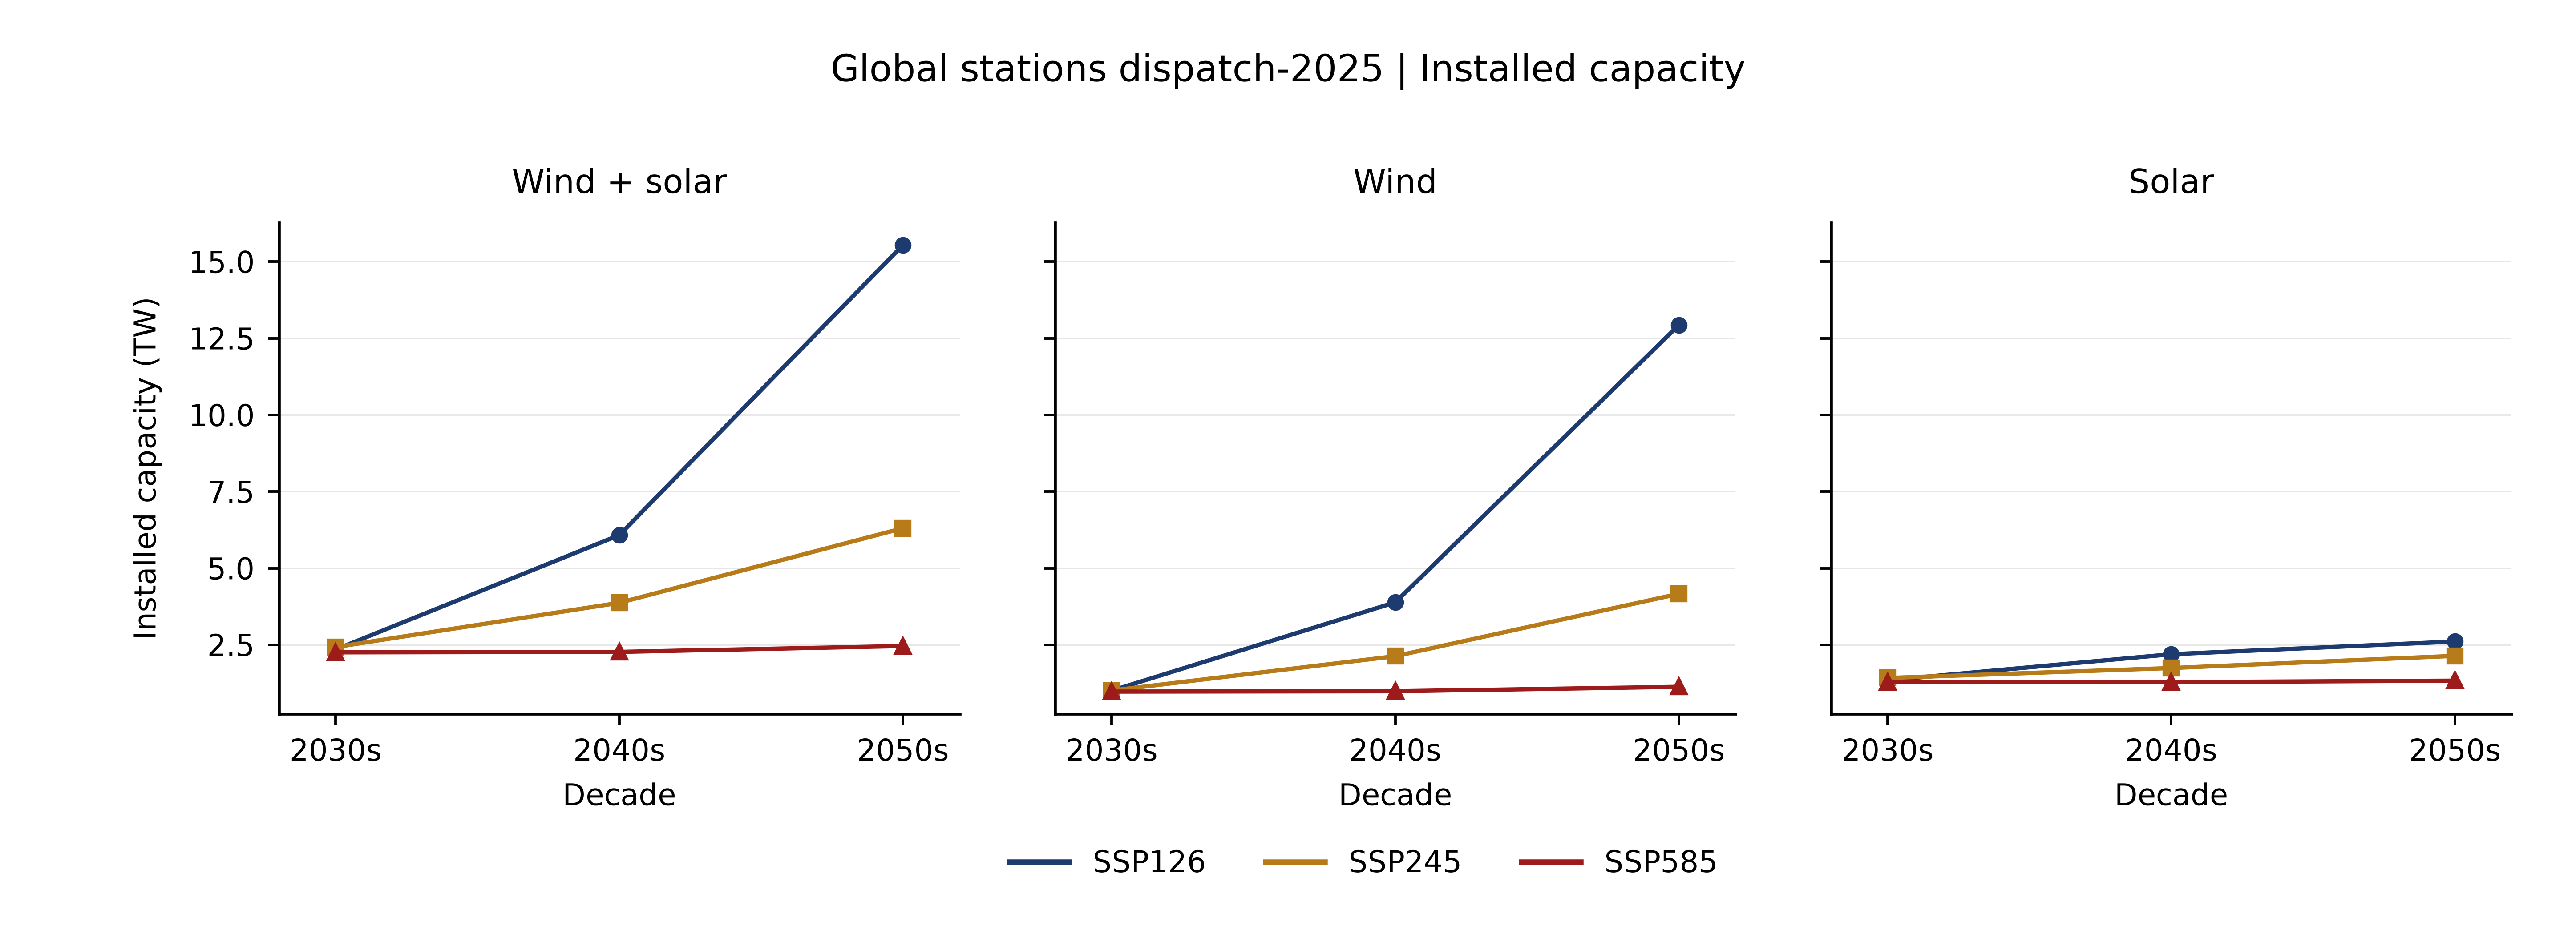 Global stations dispatch-2025 | Installed capacity
Wind + solar
Wind
Solar
Installed capacity (TW)
15.0
12.5
10.0
7.5
5.0
2.5
2030s 2040s 2050s
Decade
2030s 2040s 2050s
Decade
2030s 2040s 2050s
Decade
SSP126 SSP245 SSP585